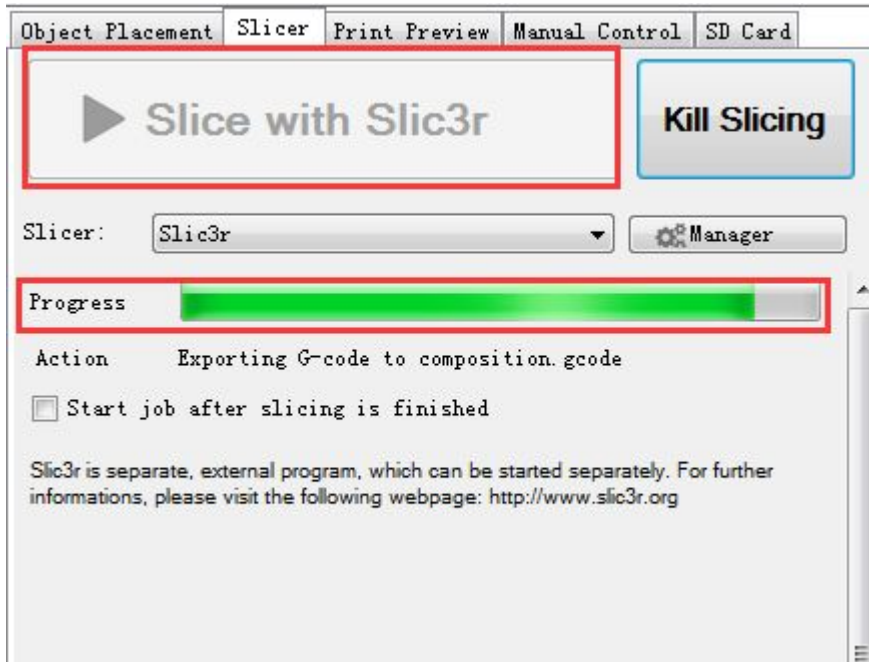 Object Placement Slicer Print Preview Manual Control SD Card
Slice with Slic3r Kill Slicing
Slicer: Slic3r Manager
Progress
Action Exporting G-code to composition.gcode
Start job after slicing is finished
Slic3r is separate, external program, which can be started separately. For further
informations, please visit the following webpage: http://www.slic3r.org